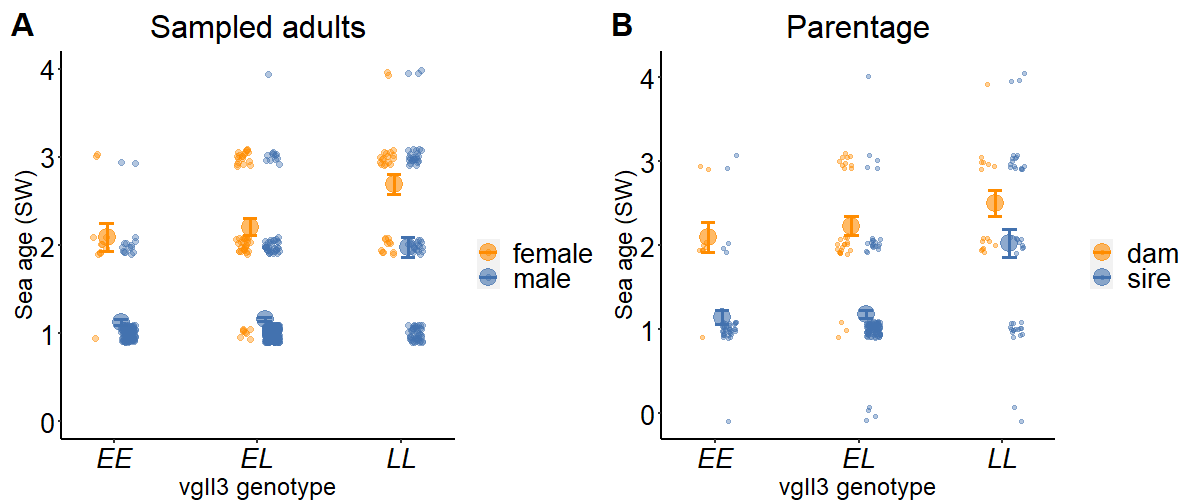 A
Sampled adults
Sea age (SW)
4
3
2
1
0
EE
EL
LL
vgll3 genotype
female
male
B
Parentage
Sea age (SW)
4
3
2
1
0
EE
EL
LL
vgll3 genotype
dam
sire